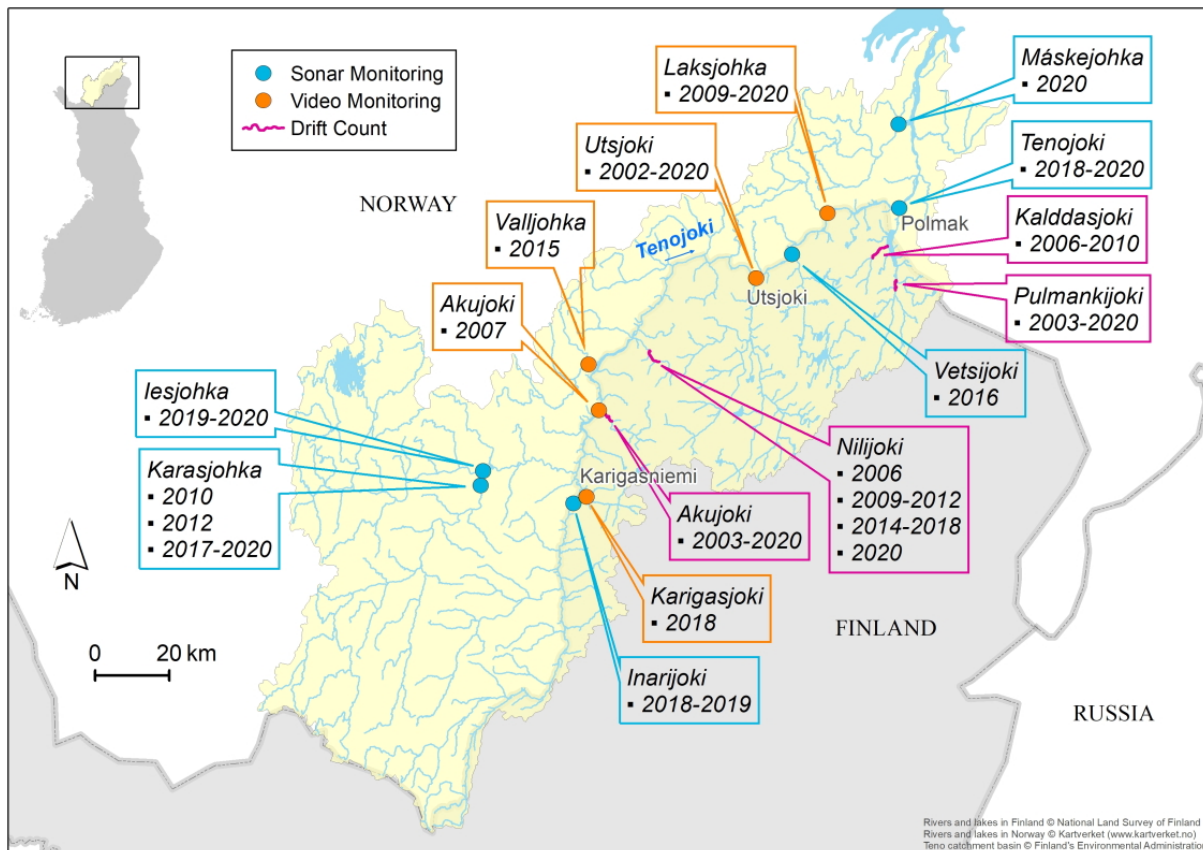 Sonar Monitoring
Video Monitoring
Drift Count
Laksjohka
▪ 2009-2020
Máskejohka
▪ 2020
Utsjoki
▪ 2002-2020
Tenojoki
▪ 2018-2020
NORWAY
Valljohka
▪ 2015
Tenojoki
Polmak
Kalddasjoki
▪ 2006-2010
Akujoki
▪ 2007
Utsjoki
Pulmankijoki
▪ 2003-2020
Iesjohka
▪ 2019-2020
Vetsijoki
▪ 2016
Karasjohka
▪ 2010
▪ 2012
▪ 2017-2020
Karigasniemi
Nilijoki
▪ 2006
▪ 2009-2012
▪ 2014-2018
▪ 2020
Akujoki
▪ 2003-2020
N
Karigasjoki
▪ 2018
FINLAND
0 20 km
Inarijoki
▪ 2018-2019
RUSSIA
Rivers and lakes in Finland © National Land Survey of Finland
Rivers and lakes in Norway © Kartverket (www.kartverket.no)
Teno catchment basin © Finland's Environmental Administratio